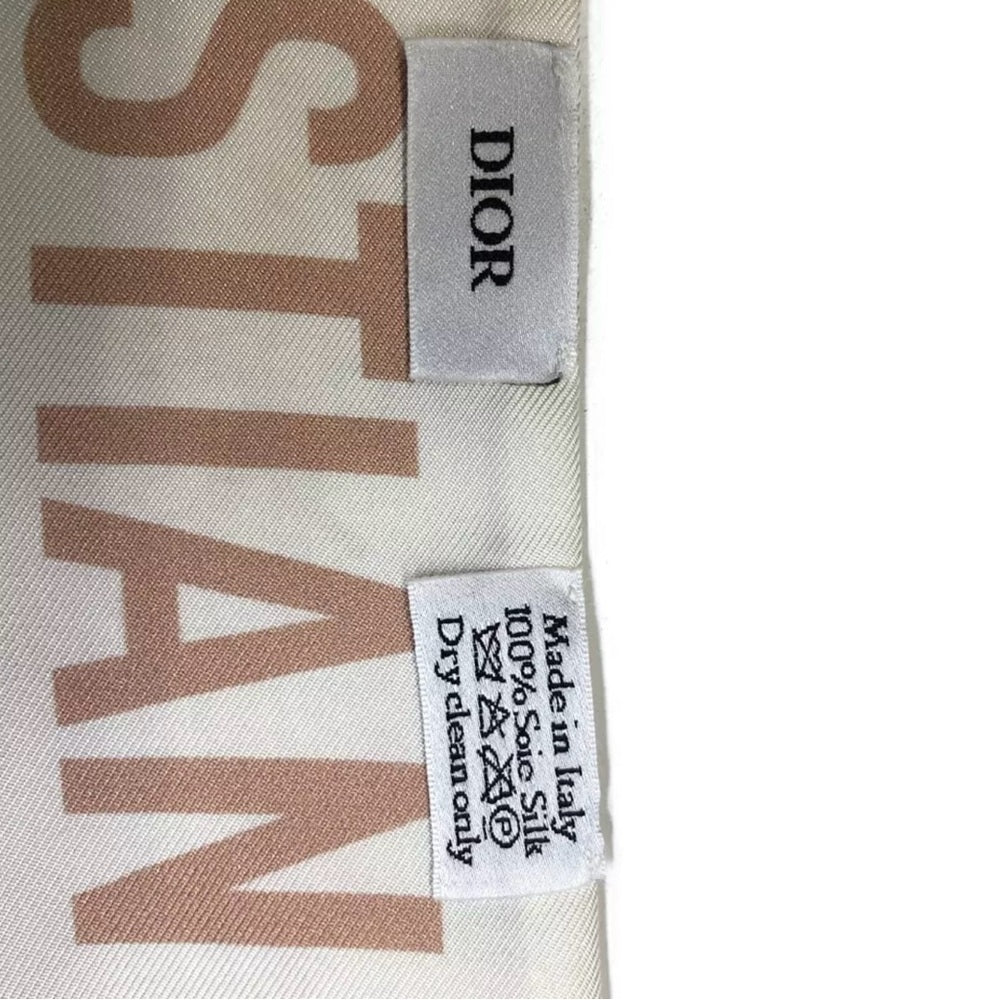 STIAN
DIOR
Made in Italy
100% Soie Silk
P
Dry clean only